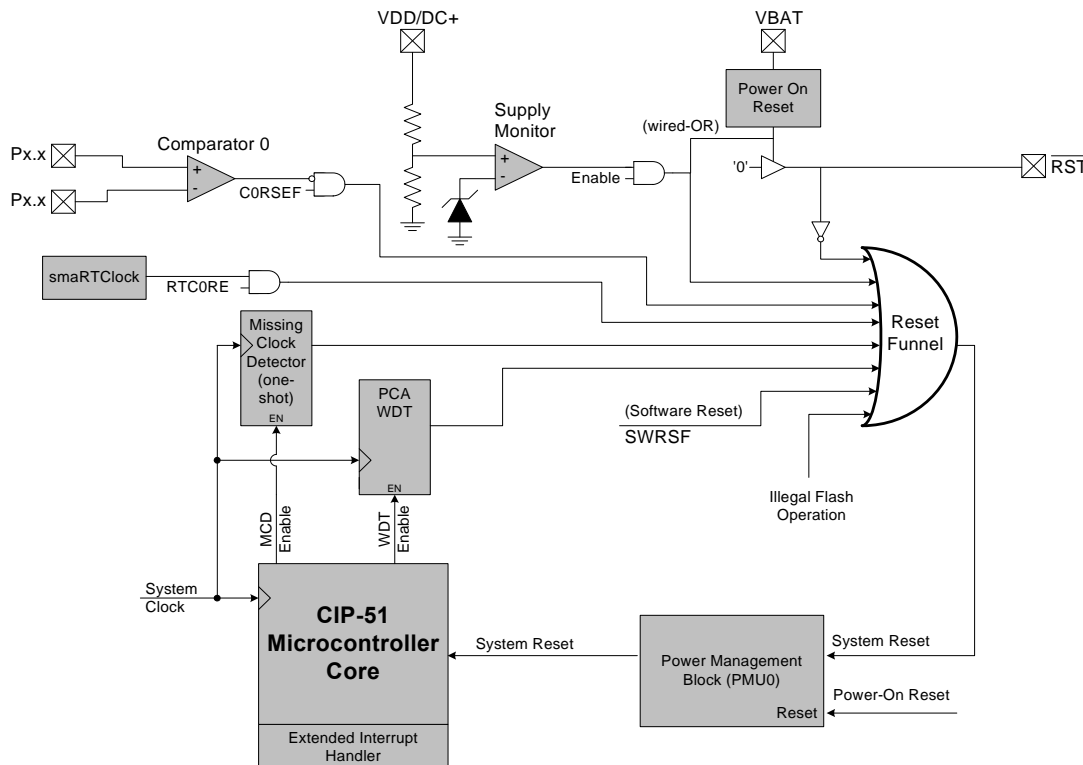 VDD/DC+
VBAT
Power On
Reset
Supply
Monitor
(wired-OR)
Comparator 0
Px.x
+
-
Px.x
C0RSEF
+
-
Enable
'0'
RST
smaRTClock
RTC0RE
Missing
Clock
Detector
(one-
shot)
EN
Reset
Funnel
PCA
WDT
EN
(Software Reset)
SWRSF
Illegal Flash
Operation
MCD
Enable
WDT
Enable
System
Clock
CIP-51
Microcontroller
Core
Extended Interrupt
Handler
System Reset
Power Management
Block (PMU0)
Reset
System Reset
Power-On Reset